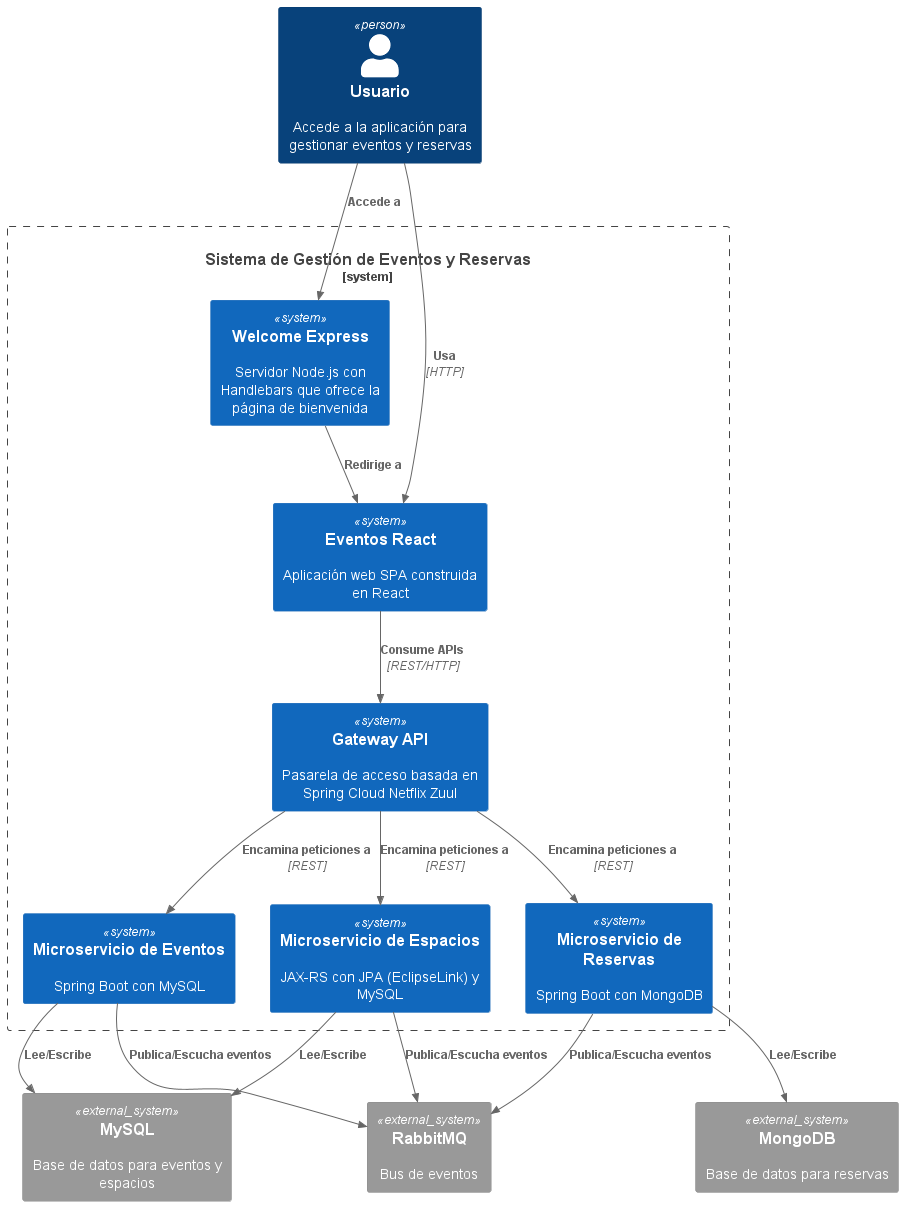 «person»
Usuario
Accede a la aplicación para
gestionar eventos y reservas
Accede a
Sistema de Gestión de Eventos y Reservas
[system]
«system»
Welcome Express
Servidor Node.js con
Handlebars que ofrece la
página de bienvenida
Usa
[HTTP]
Redirige a
«system»
Eventos React
Aplicación web SPA construida
en React
Consume APIs
[REST/HTTP]
«system»
Gateway API
Pasarela de acceso basada en
Spring Cloud Netflix Zuul
Encamina peticiones a
[REST]
Encamina peticiones a
[REST]
Encamina peticiones a
[REST]
«system»
Microservicio de Eventos
Spring Boot con MySQL
«system»
Microservicio de Espacios
JAX-RS con JPA (EclipseLink) y
MySQL
«system»
Microservicio de
Reservas
Spring Boot con MongoDB
Lee/Escribe
Publica/Escucha eventos
Lee/Escribe
Publica/Escucha eventos
Publica/Escucha eventos
Lee/Escribe
«external_system»
MySQL
Base de datos para eventos y
espacios
«external_system»
RabbitMQ
Bus de eventos
«external_system»
MongoDB
Base de datos para reservas